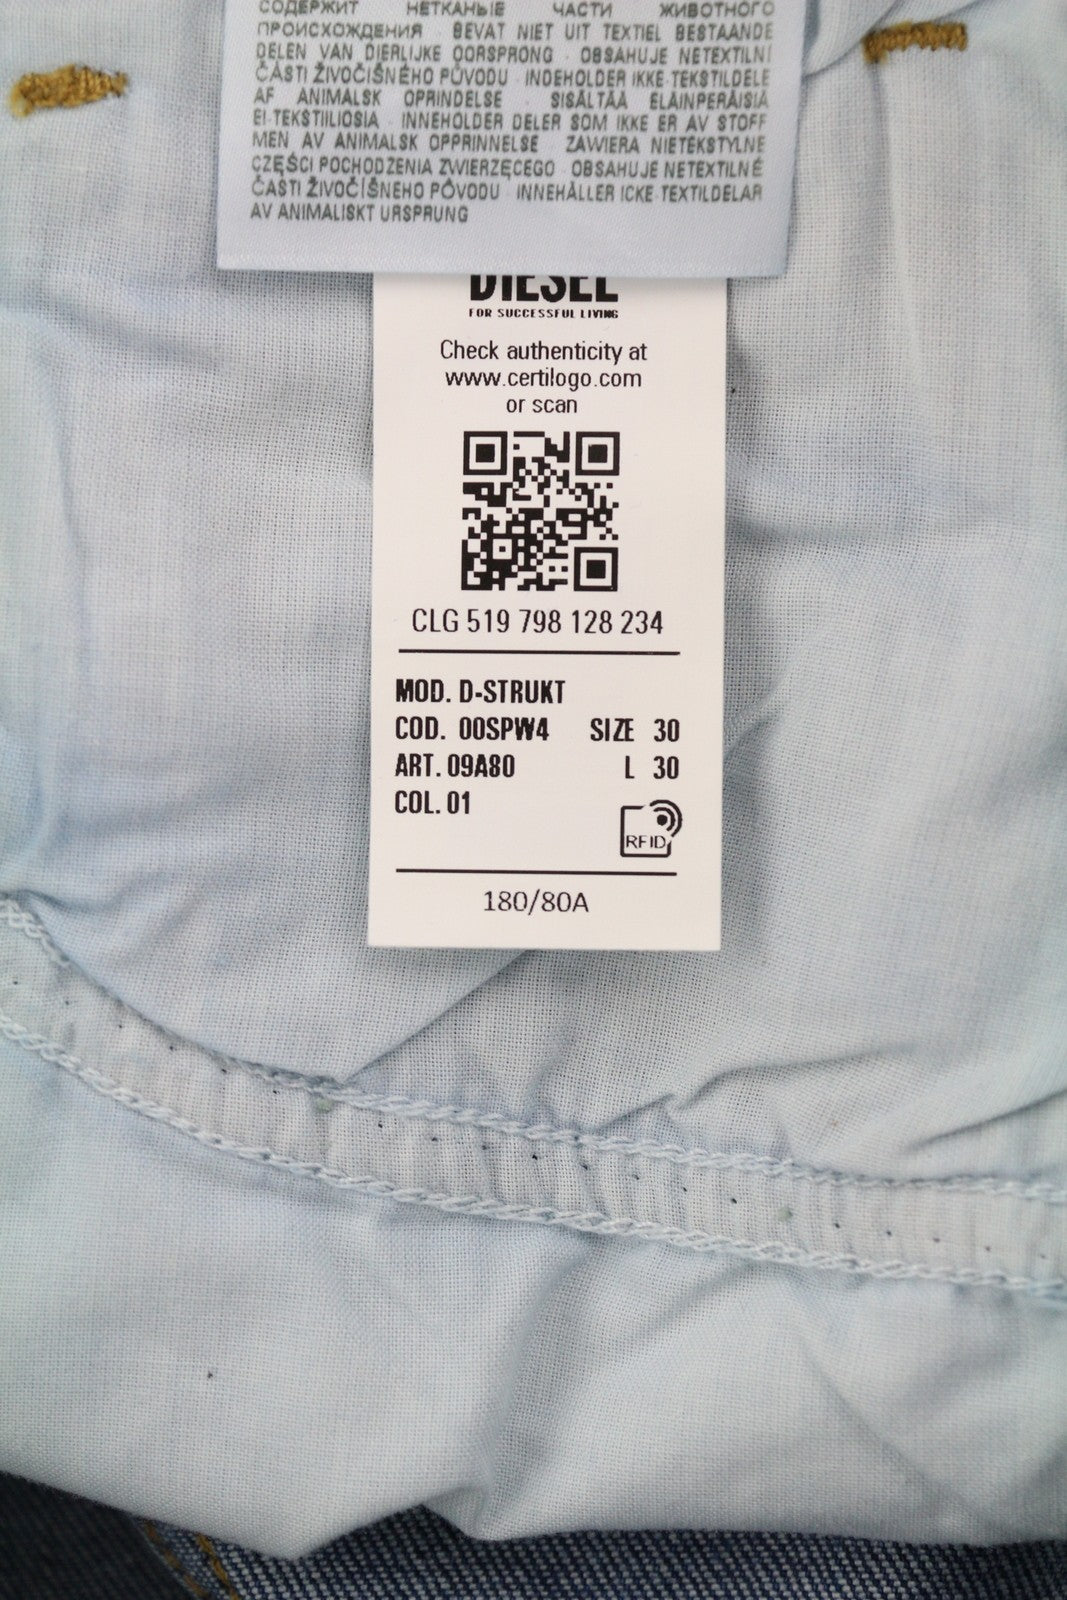 СОДЕРЖИТ НЕТКАНЫЕ ЧАСТИ ЖИВОТНОГО
ПРОИСХОЖДЕНИЯ · BEVAT NIET UIT TEXTIEL BESTAANDE
DELEN VAN DIERLIJKE OORSPRONG · OBSAHUJE NETEXTILNÍ
ČÁSTI ŽIVOČIŠNÉHO PŮVODU · INDEHOLDER IKKE-TEKSTILDELE
AF ANIMALSK OPRINDELSE · SISÄLTÄÄ ELÄINPERÄISIÄ
EI-TEKSTIILIOSIA · INNEHOLDER DELER SOM IKKE ER AV STOFF
MEN AV ANIMALSK OPPRINNELSE · ZAWIERA NIETEKSTYLNE
CZĘŚCI POCHODZENIA ZWIERZĘCEGO · OBSAHUJE NETEXTILNÉ
ČASTI ŽIVOČÍŠNEHO PÔVODU · INNEHÅLLER ICKE-TEXTILDELAR
AV ANIMALISKT URSPRUNG
DIESEL
FOR SUCCESSFUL LIVING
Check authenticity at
www.certilogo.com
or scan
CLG 519 798 128 234
MOD. D-STRUKT
COD. 00SPW4 SIZE 30
ART. 09A80 L 30
COL. 01
RFID
180/80A